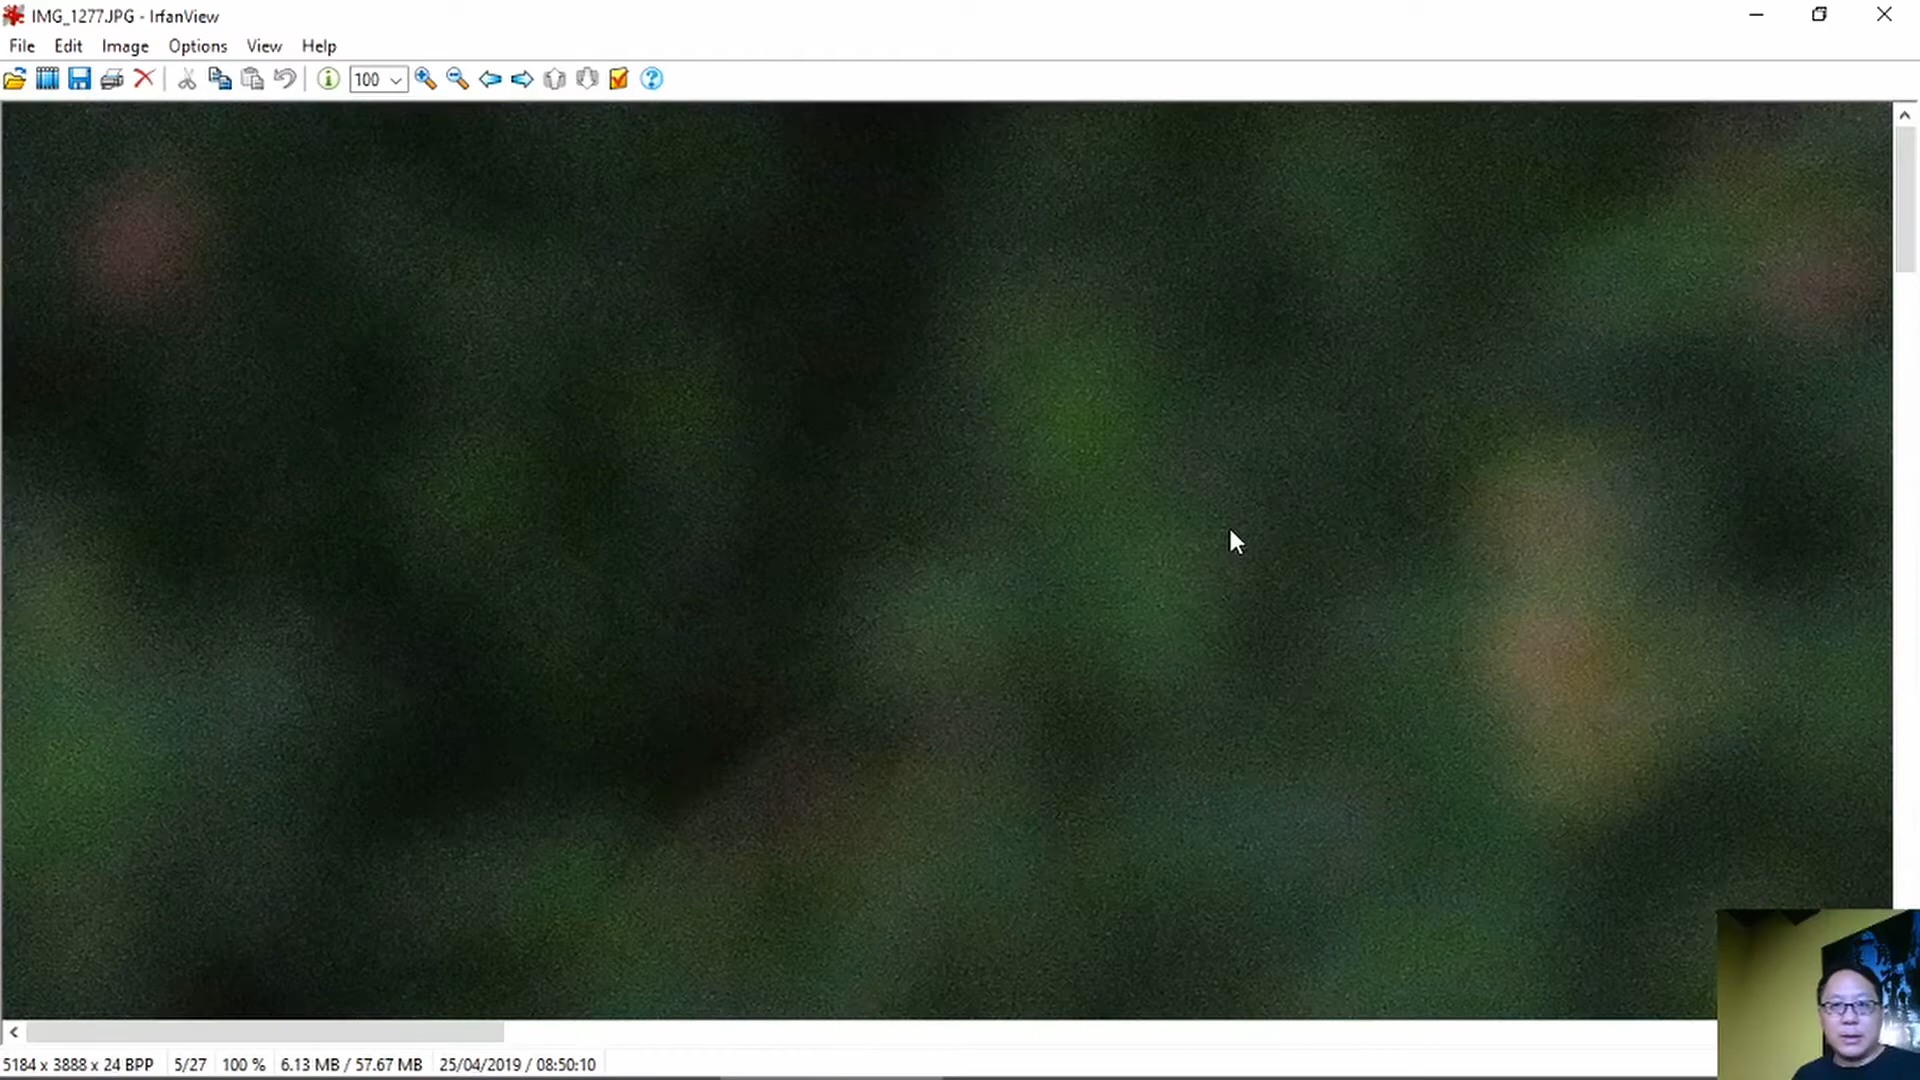 IMG_1277.JPG - IrfanView
File Edit Image Options View Help
100
5184 x 3888 x 24 BPP 5/27 100 % 6.13 MB / 57.67 MB 25/04/2019 / 08:50:10